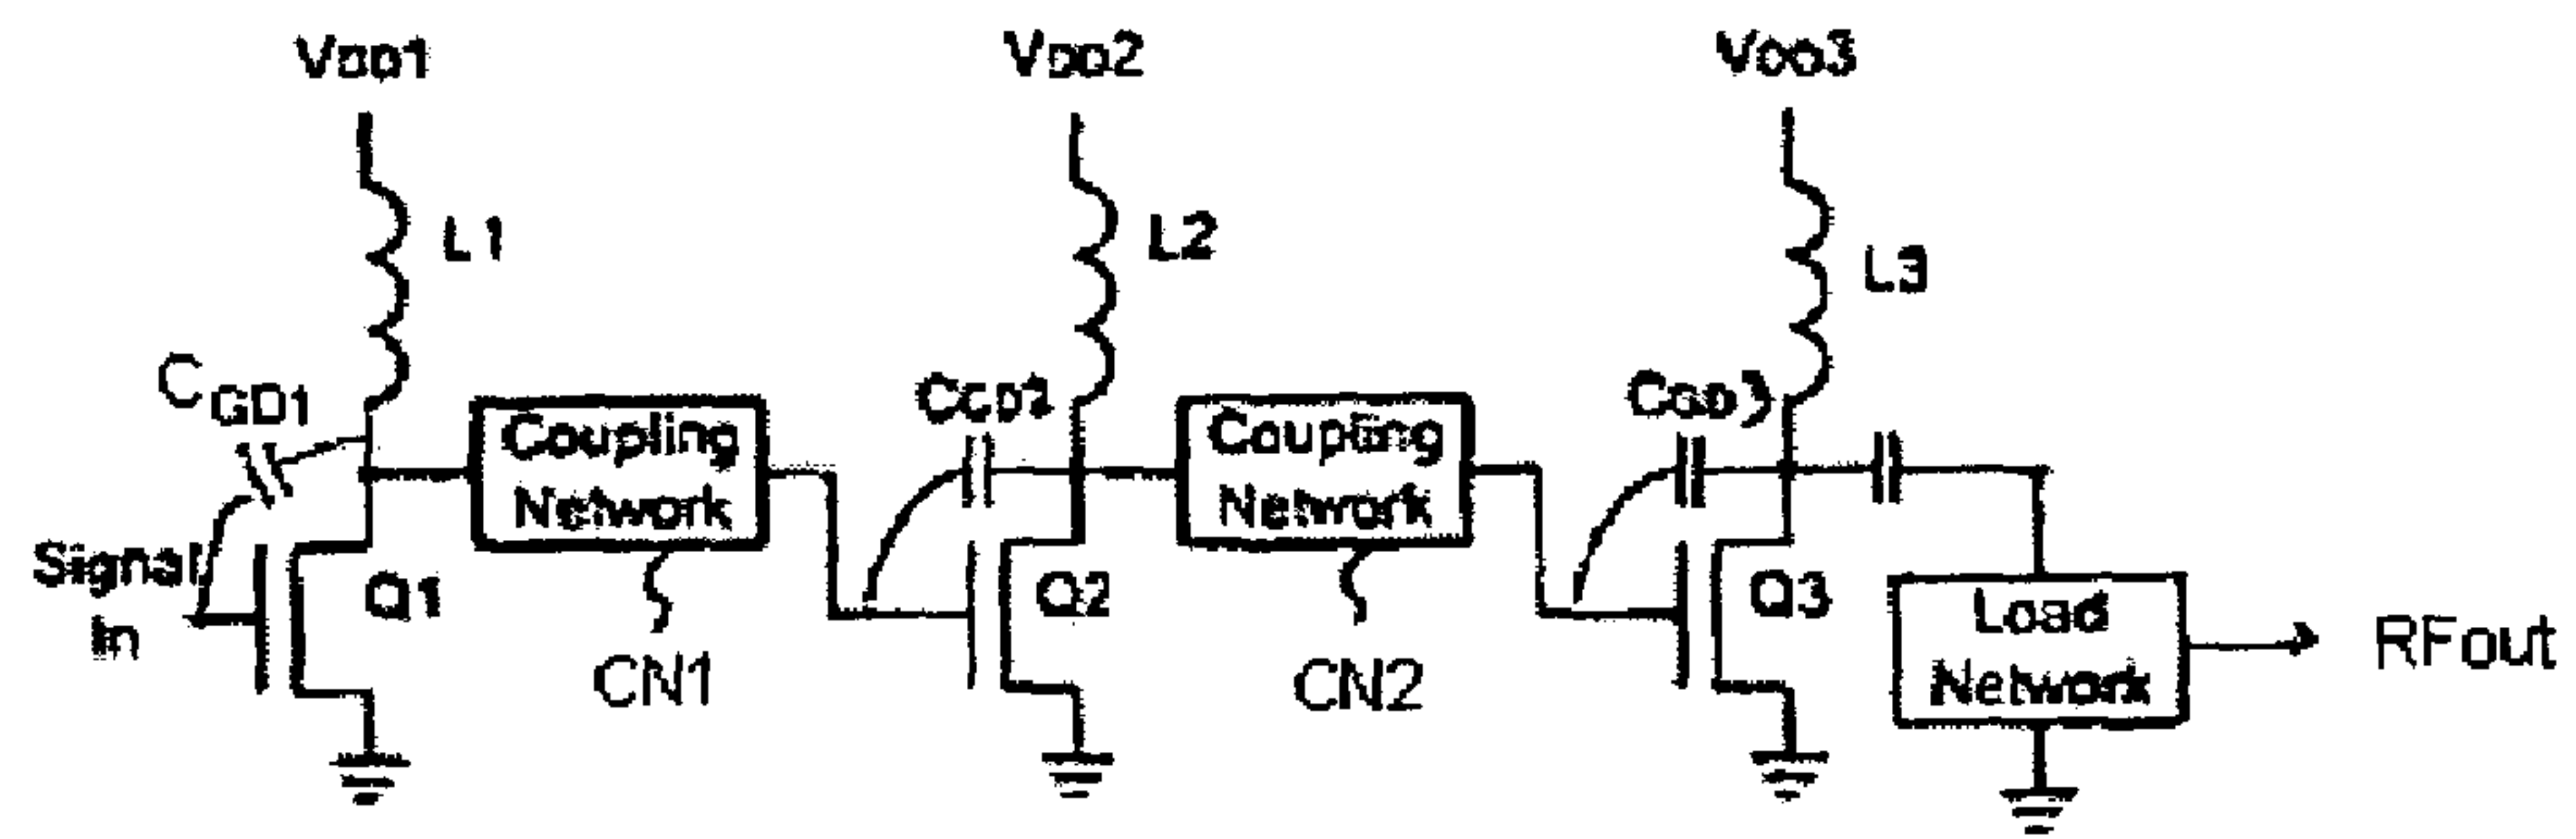 VDD1
VDD2
VDD3
L1
L2
L3
CGD1
CGD2
CGD3
Coupling
Network
Coupling
Network
Signal
In
Q1
Q2
Q3
CN1
CN2
Load
Network
RFout